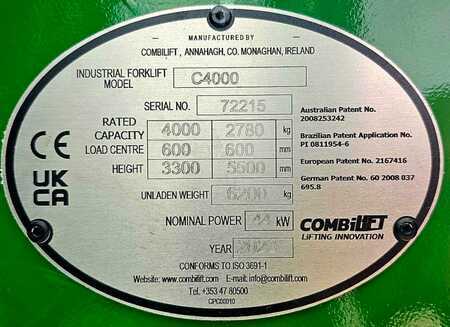 MANUFACTURED BY
COMBILIFT, ANNAHAGH, CO. MONAGHAN, IRELAND
INDUSTRIAL FORKLIFT MODEL C4000
SERIAL NO. 72215
RATED CAPACITY 4000 2780 kg
LOAD CENTRE 600 600 mm
HEIGHT 3300 5500 mm
UNLADEN WEIGHT 6200 kg
NOMINAL POWER 44 kW
YEAR
CONFORMS TO ISO 3691-1
Website: www.combilift.com E-mail: info@combilift.com
Tel. +353 47 80500
CPC00010
CE
UK
CA
Australian Patent No.
2008253242
Brazilian Patent Application No.
PI 0811954-6
European Patent No. 2167416
German Patent No. 60 2008 037
695.8
COMBiLIFT
LIFTING INNOVATION